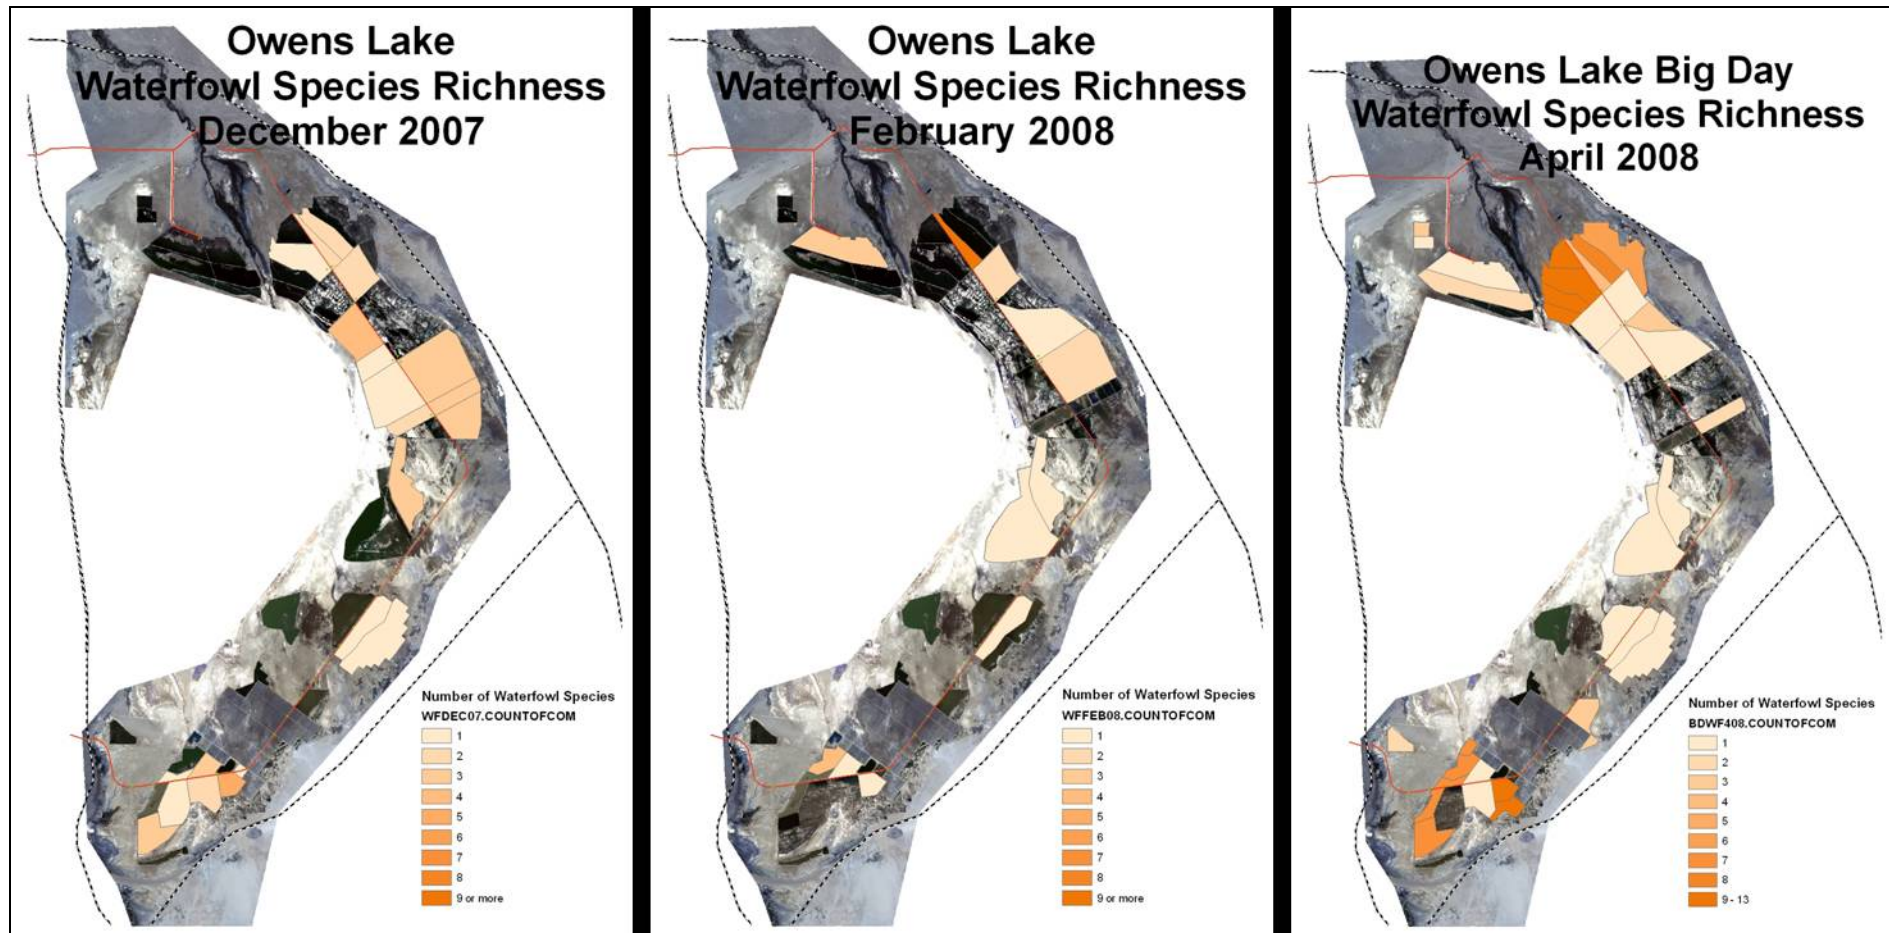 Owens Lake
Waterfowl Species Richness
December 2007
Number of Waterfowl Species
WFDEC07.COUNTOFCOM
1
2
3
4
5
6
7
8
9 or more
Owens Lake
Waterfowl Species Richness
February 2008
Number of Waterfowl Species
WFFEB08.COUNTOFCOM
1
2
3
4
5
6
7
8
9 or more
Owens Lake Big Day
Waterfowl Species Richness
April 2008
Number of Waterfowl Species
BDWF408.COUNTOFCOM
1
2
3
4
5
6
7
8
9 - 13